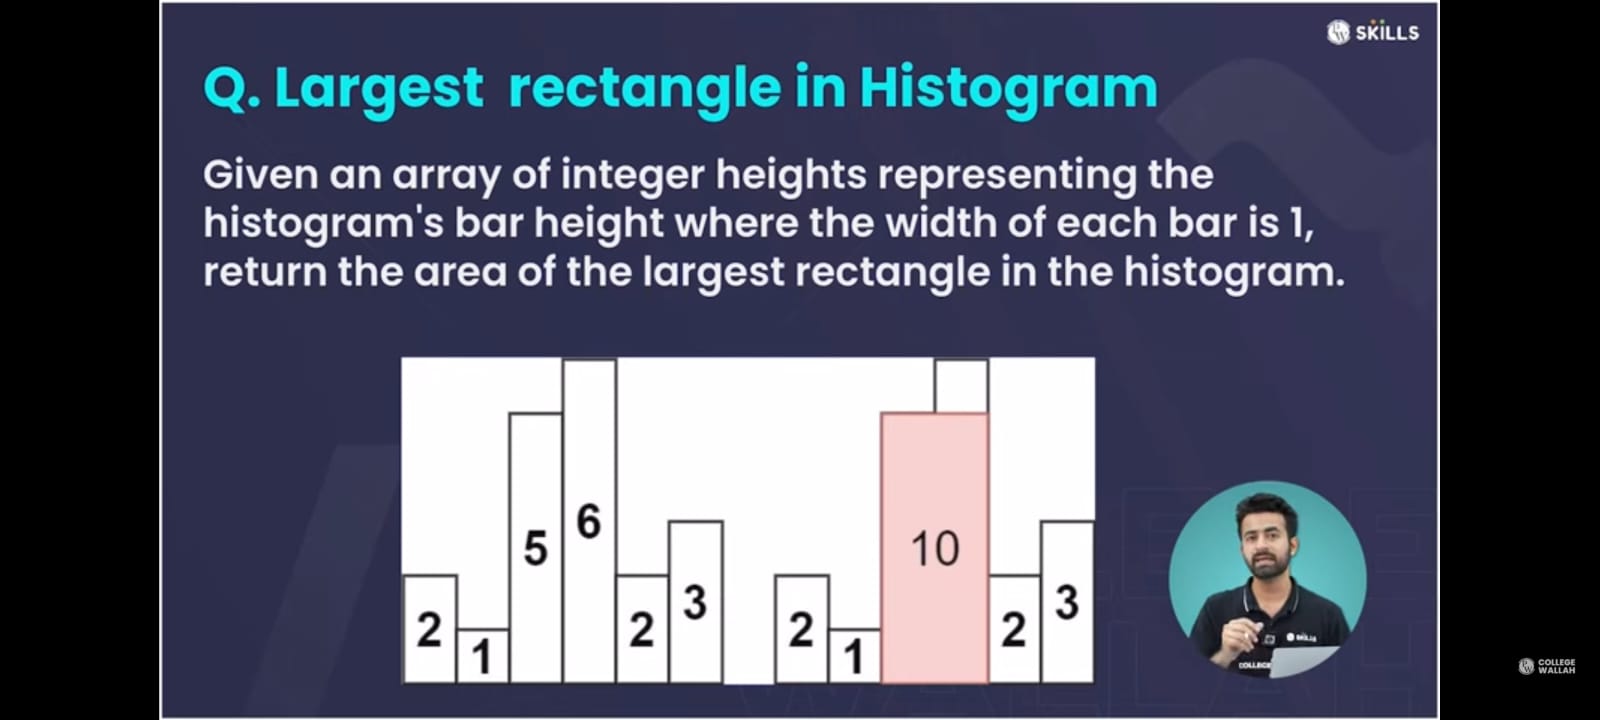 SKILLS
Q. Largest rectangle in Histogram
Given an array of integer heights representing the
histogram's bar height where the width of each bar is 1,
return the area of the largest rectangle in the histogram.
2 1 5 6 2 3
2 1 10 2 3
SKILLS
COLLEGE
COLLEGE
WALLAH